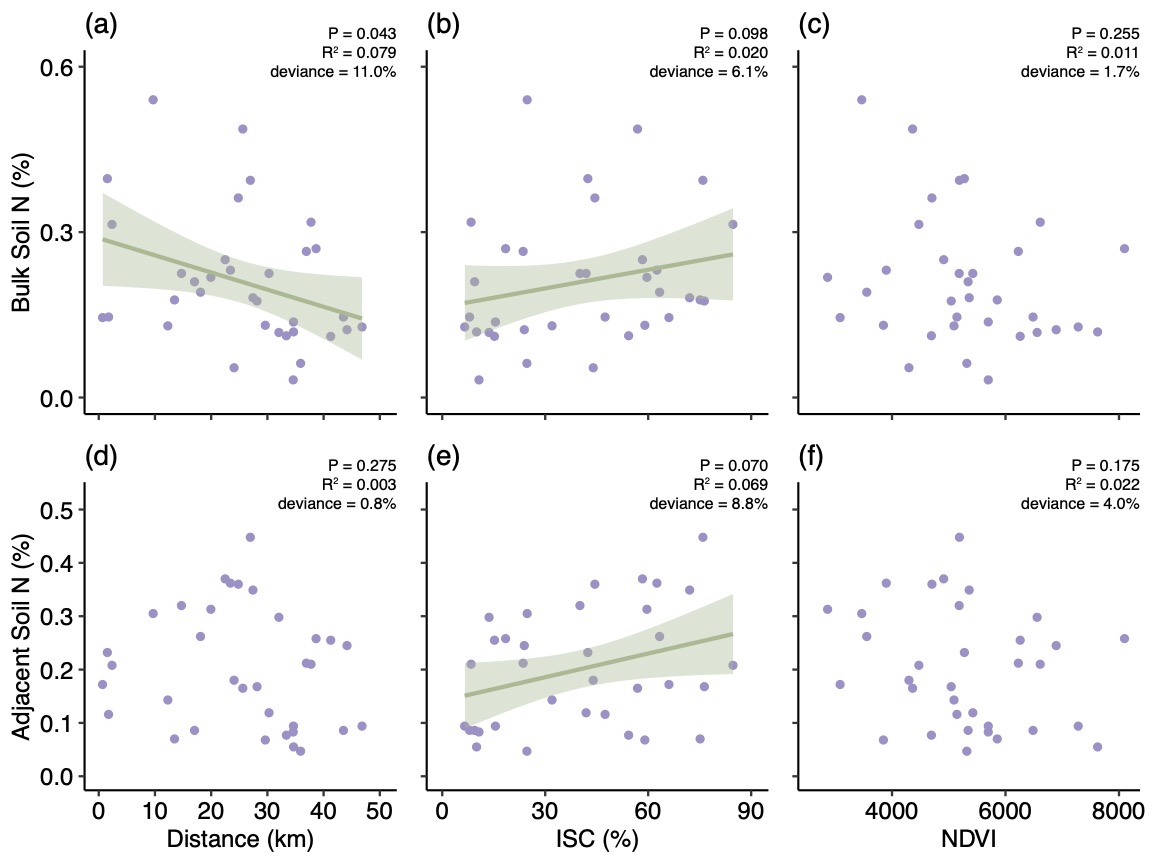 (a)
P = 0.043
R² = 0.079
deviance = 11.0%
(b)
P = 0.098
R² = 0.020
deviance = 6.1%
(c)
P = 0.255
R² = 0.011
deviance = 1.7%
Bulk Soil N (%)
0.6
0.3
0.0
(d)
P = 0.275
R² = 0.003
deviance = 0.8%
(e)
P = 0.070
R² = 0.069
deviance = 8.8%
(f)
P = 0.175
R² = 0.022
deviance = 4.0%
Adjacent Soil N (%)
0.5
0.4
0.3
0.2
0.1
0.0
0 10 20 30 40 50
Distance (km)
0 30 60 90
ISC (%)
4000 6000 8000
NDVI